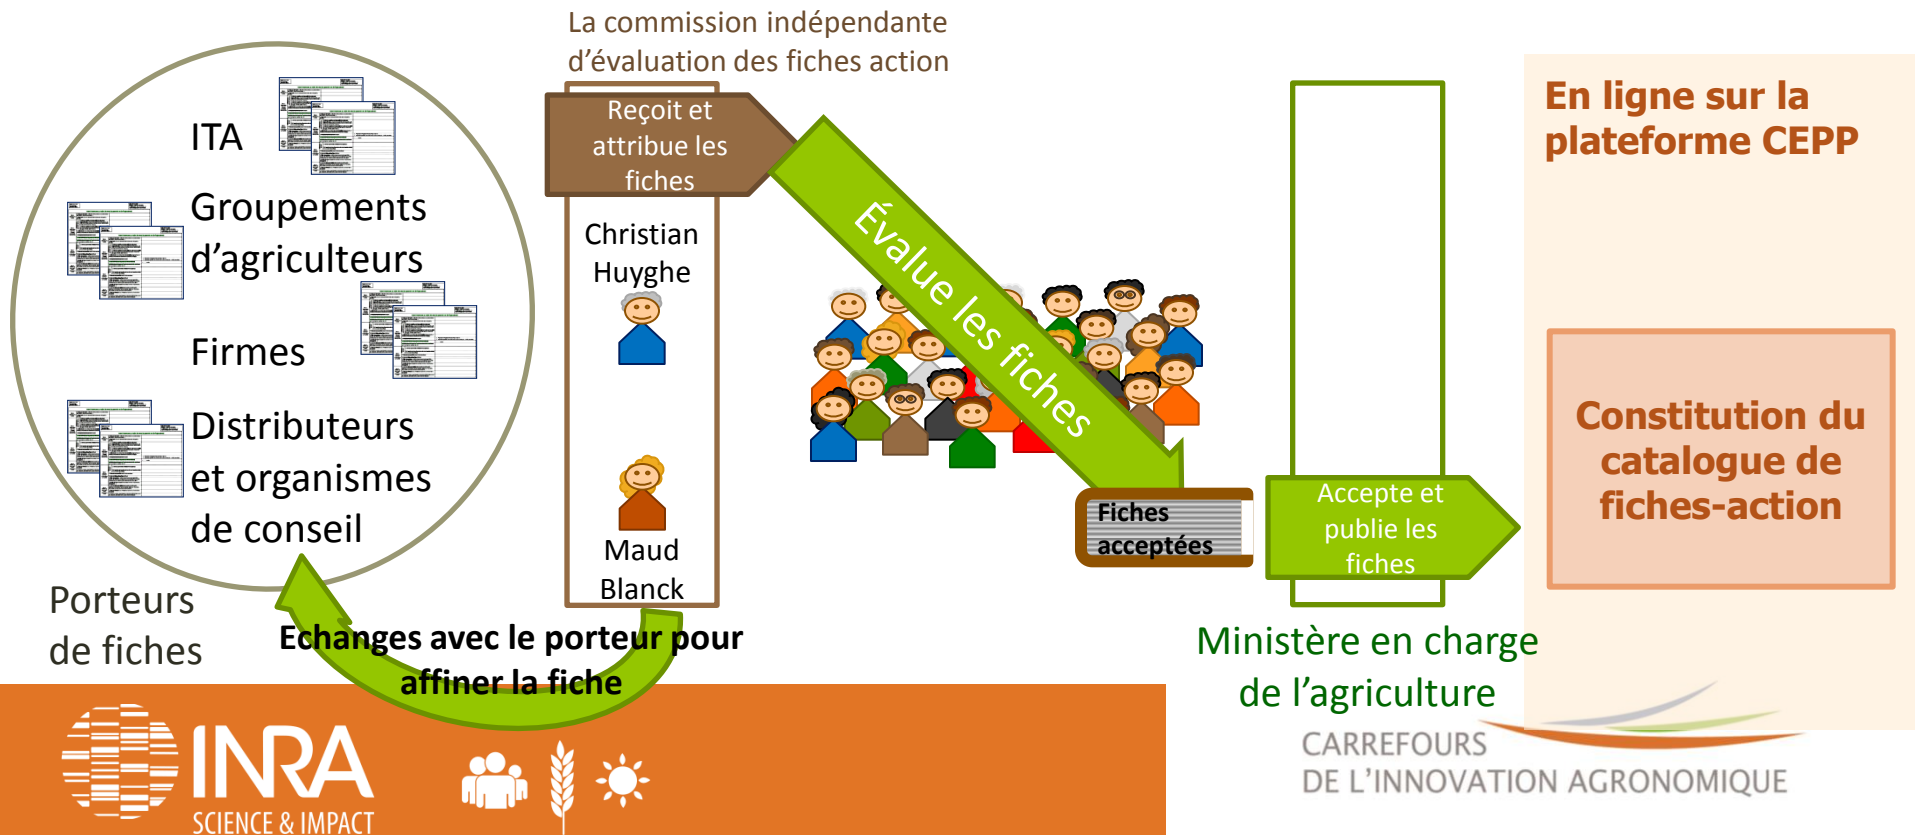 La commission indépendante
d'évaluation des fiches action
ITA
Groupements
d'agriculteurs
Firmes
Distributeurs
et organismes
de conseil
Porteurs
de fiches
Reçoit et
attribue les
fiches
Christian
Huyghe
Maud
Blanck
Echanges avec le porteur pour
affiner la fiche
Évalue les fiches
Fiches
acceptées
Accepte et
publie les
fiches
Ministère en charge
de l'agriculture
En ligne sur la
plateforme CEPP
Constitution du
catalogue de
fiches-action
INRA
SCIENCE & IMPACT
CARREFOURS
DE L'INNOVATION AGRONOMIQUE